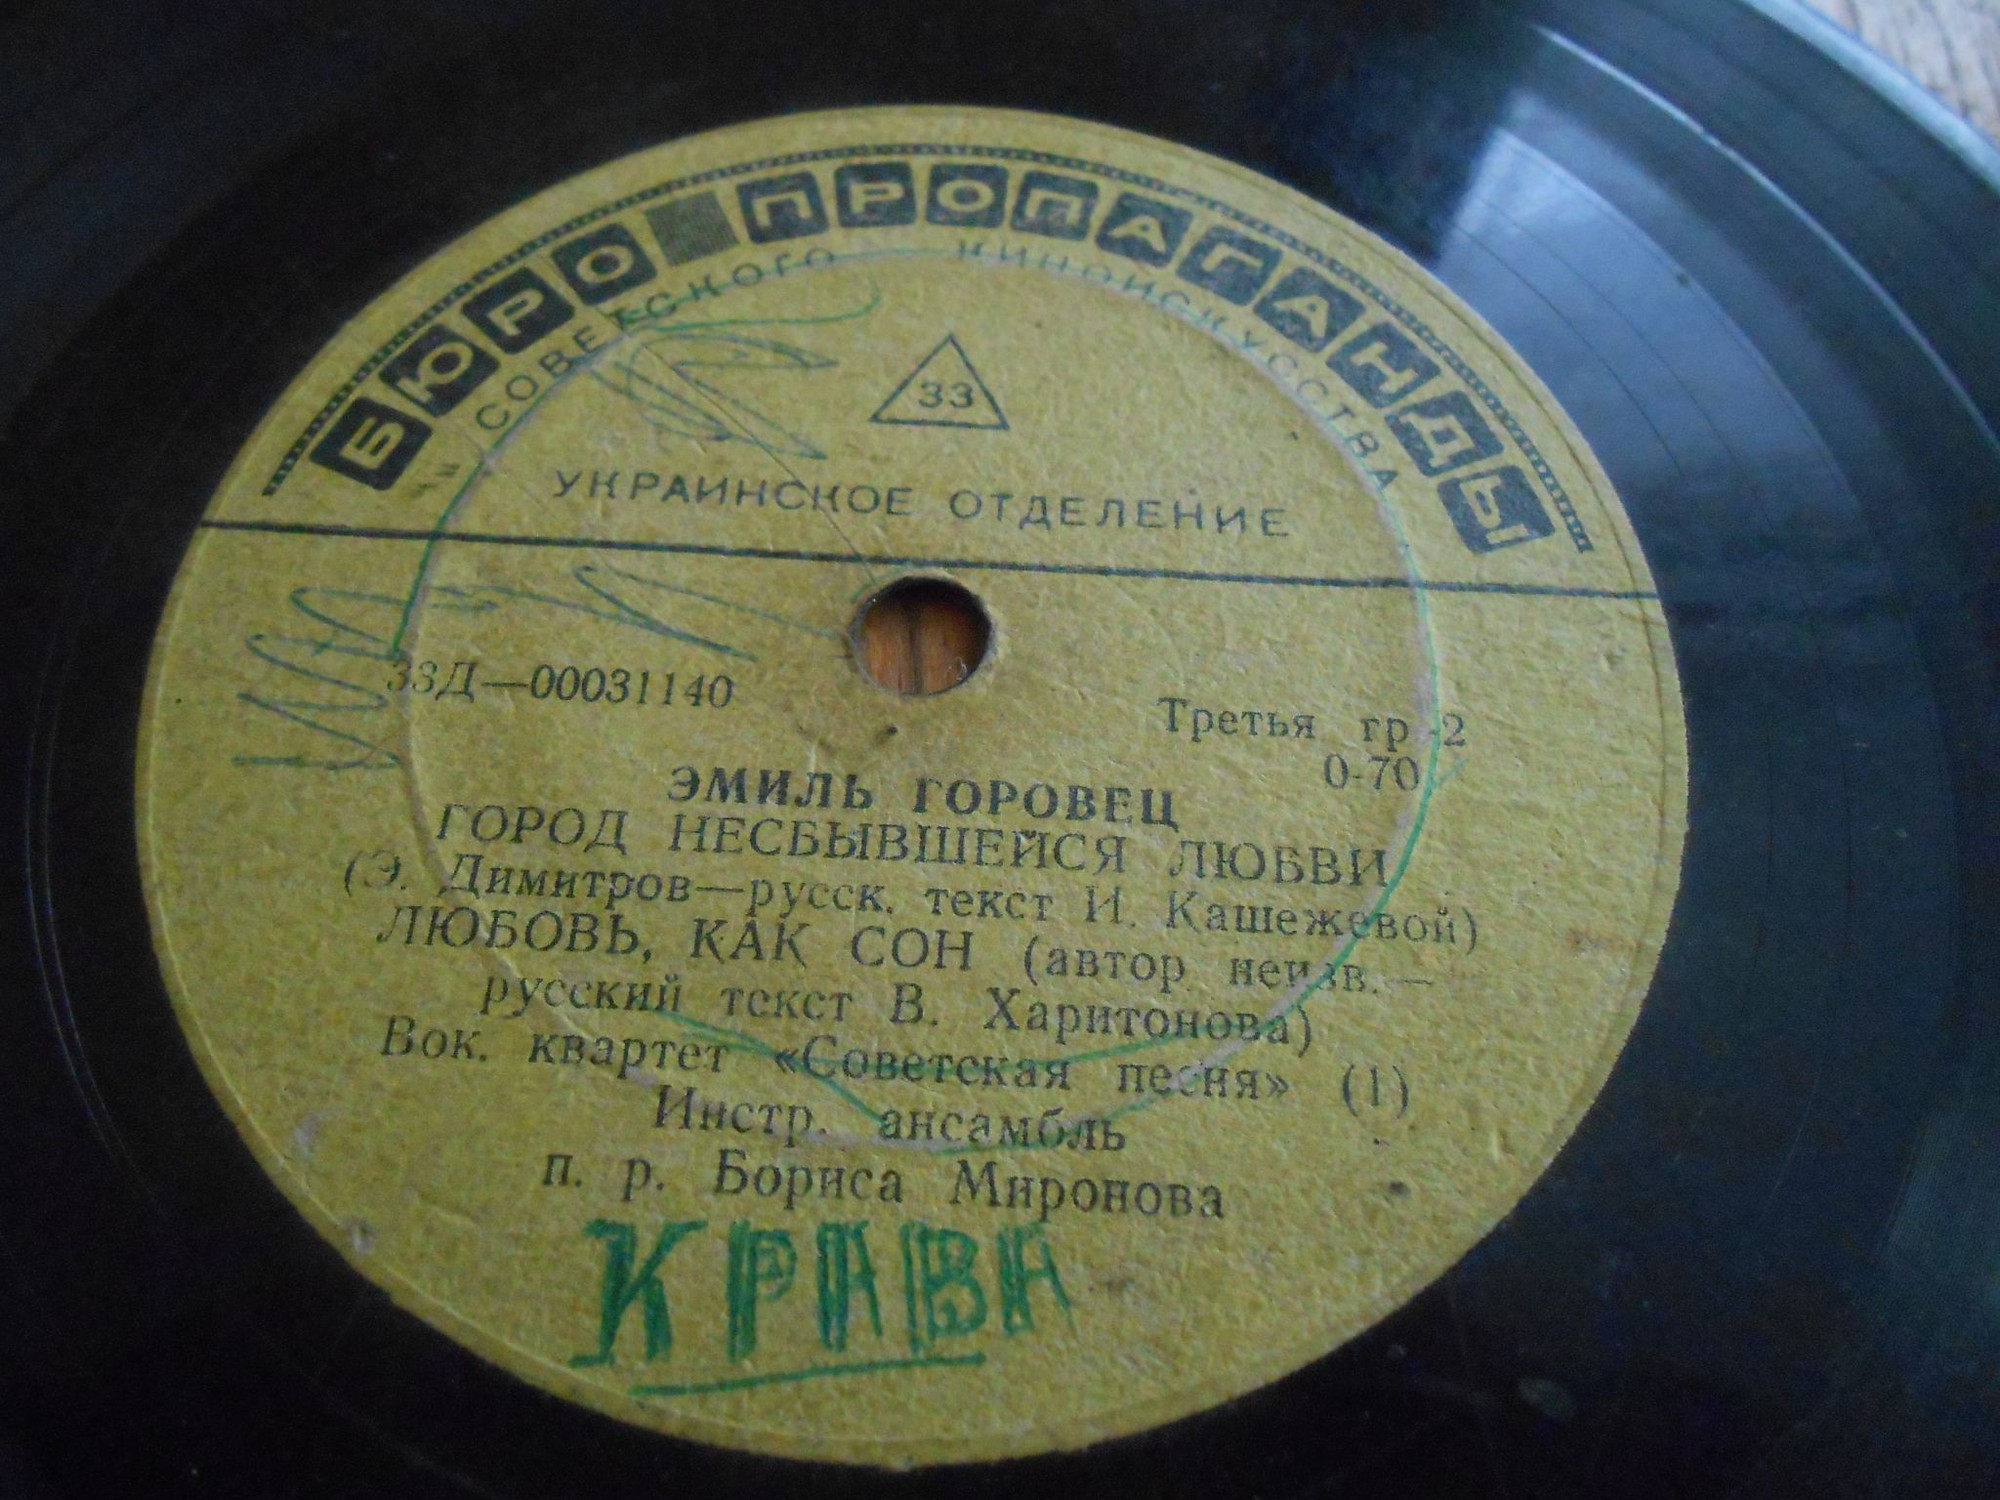 БЮРО ПРОПАГАНДЫ
СОВЕТСКОГО КИНОИСКУССТВА
33
УКРАИНСКОЕ ОТДЕЛЕНИЕ
33Д—00031140
Третья гр-2
0-70
ЭМИЛЬ ГОРОВЕЦ
ГОРОД НЕСБЫВШЕЙСЯ ЛЮБВИ
(Э. Димитров—русск. текст И. Кашежевой)
ЛЮБОВЬ, КАК СОН (автор неизв.—
русский текст В. Харитонова)
Вок. квартет «Советская песня» (1)
Инстр. ансамбль
п. р. Бориса Миронова
КРАВА